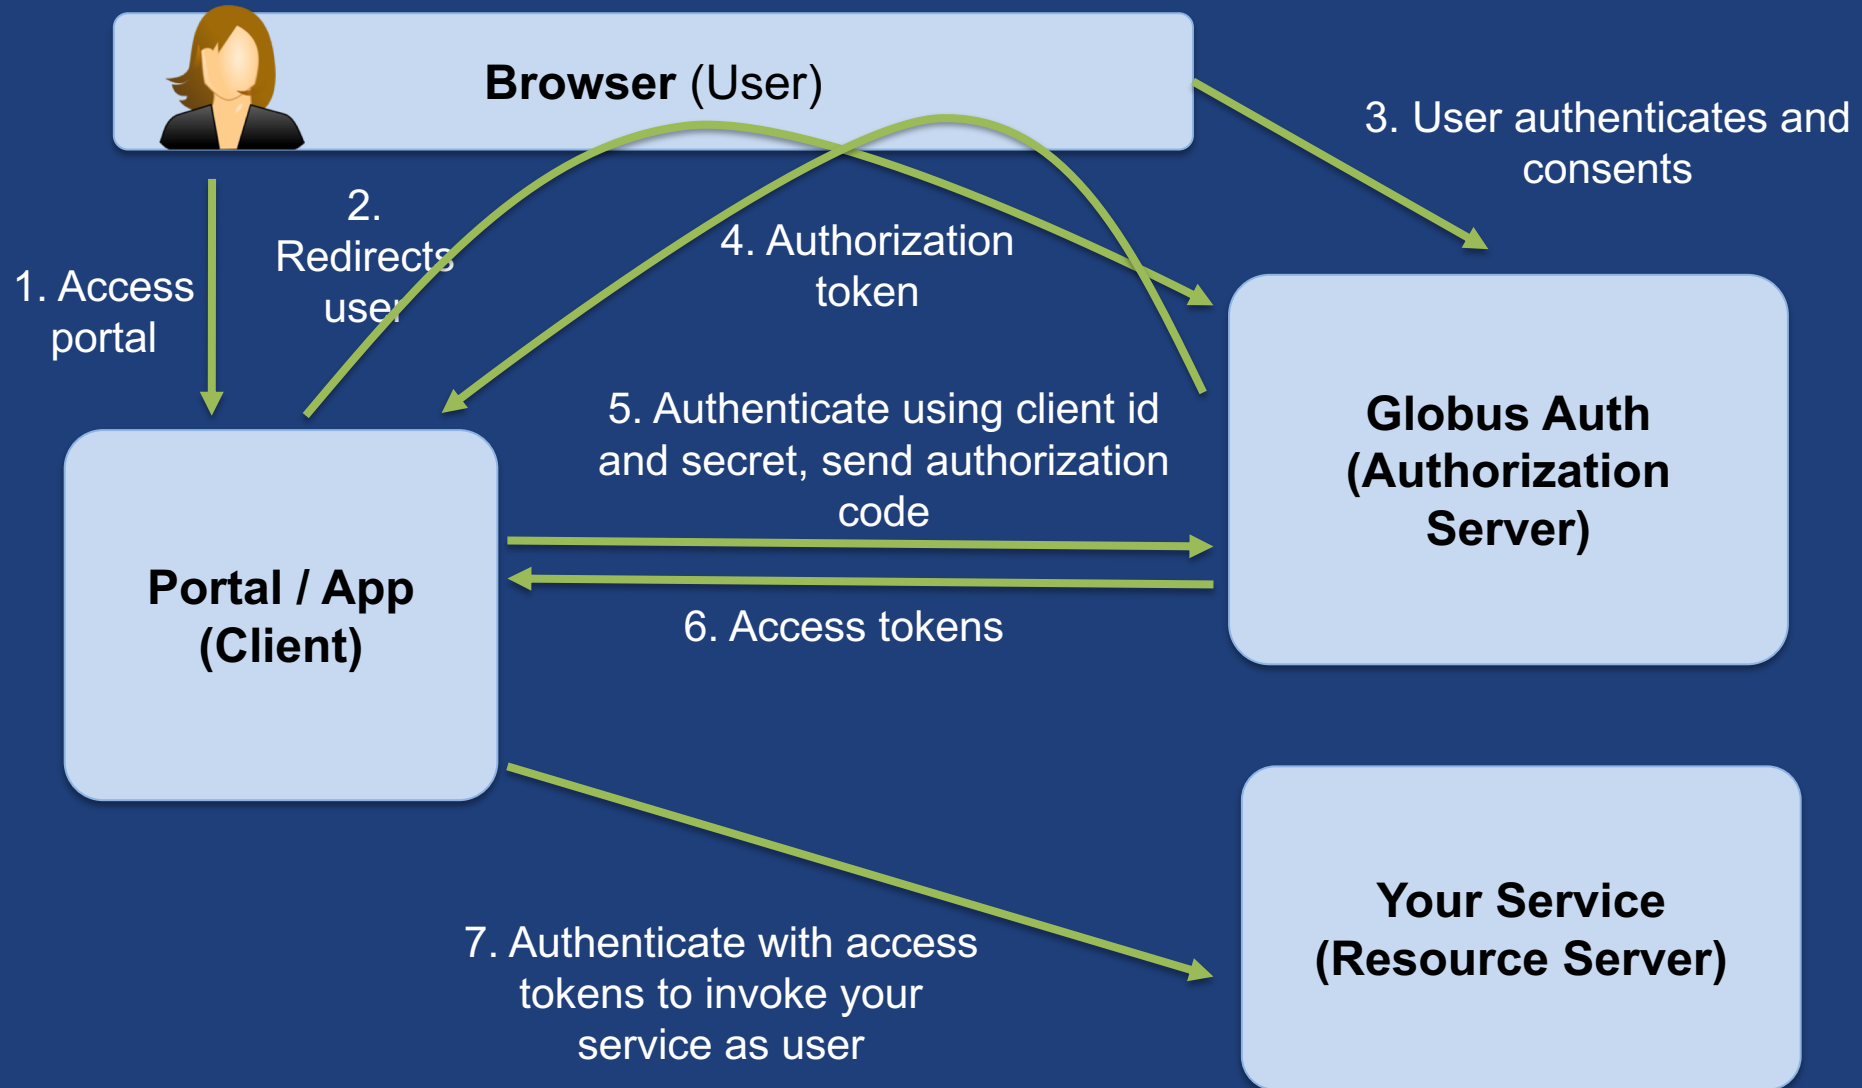 Browser (User)
3. User authenticates and
consents
2.
Redirects
user
4. Authorization
token
1. Access
portal
5. Authenticate using client id
and secret, send authorization
code
Globus Auth
(Authorization
Server)
Portal / App
(Client)
6. Access tokens
7. Authenticate with access
tokens to invoke your
service as user
Your Service
(Resource Server)